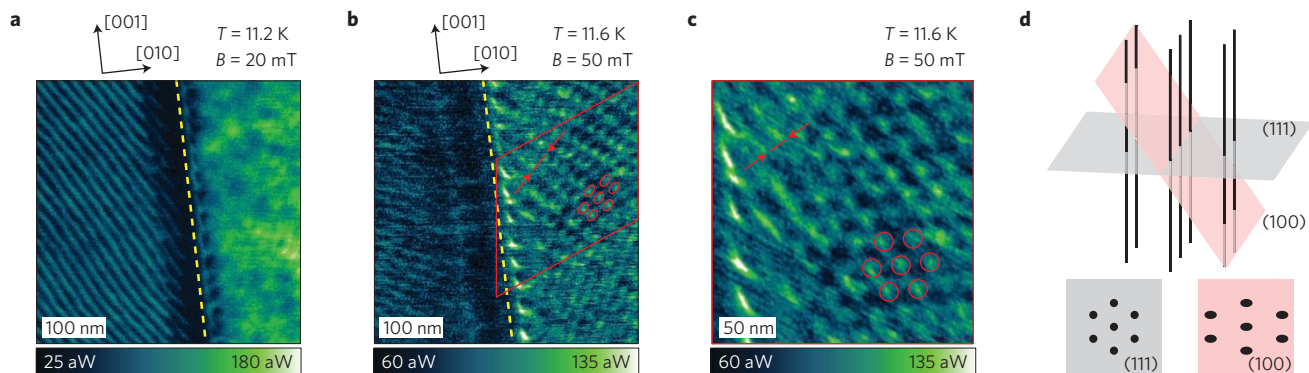 a
[001]
[010]
T = 11.2 K
B = 20 mT
100 nm
25 aW 180 aW
b
[001]
[010]
T = 11.6 K
B = 50 mT
100 nm
60 aW 135 aW
c
T = 11.6 K
B = 50 mT
50 nm
60 aW 135 aW
d
(111)
(100)
(111)
(100)